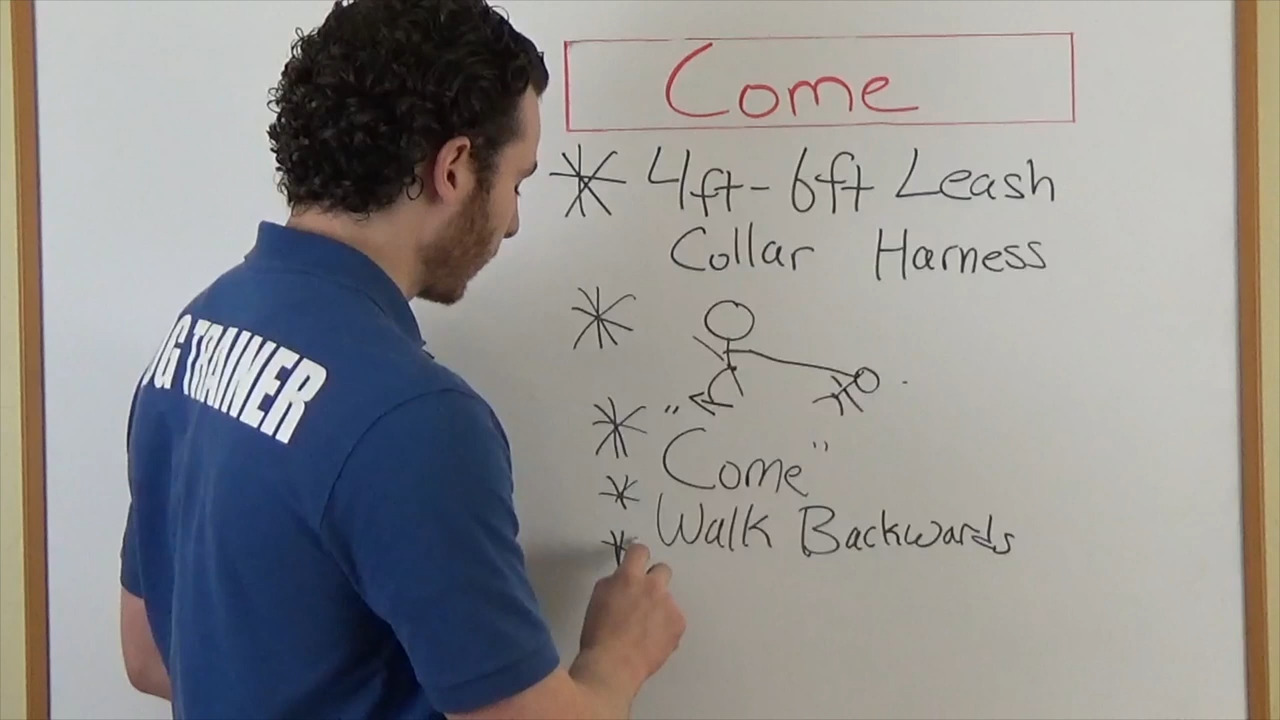 Come
* 4ft-6ft Leash
Collar Harness
*
* "Come"
* Walk Backwards
*
TRAINER